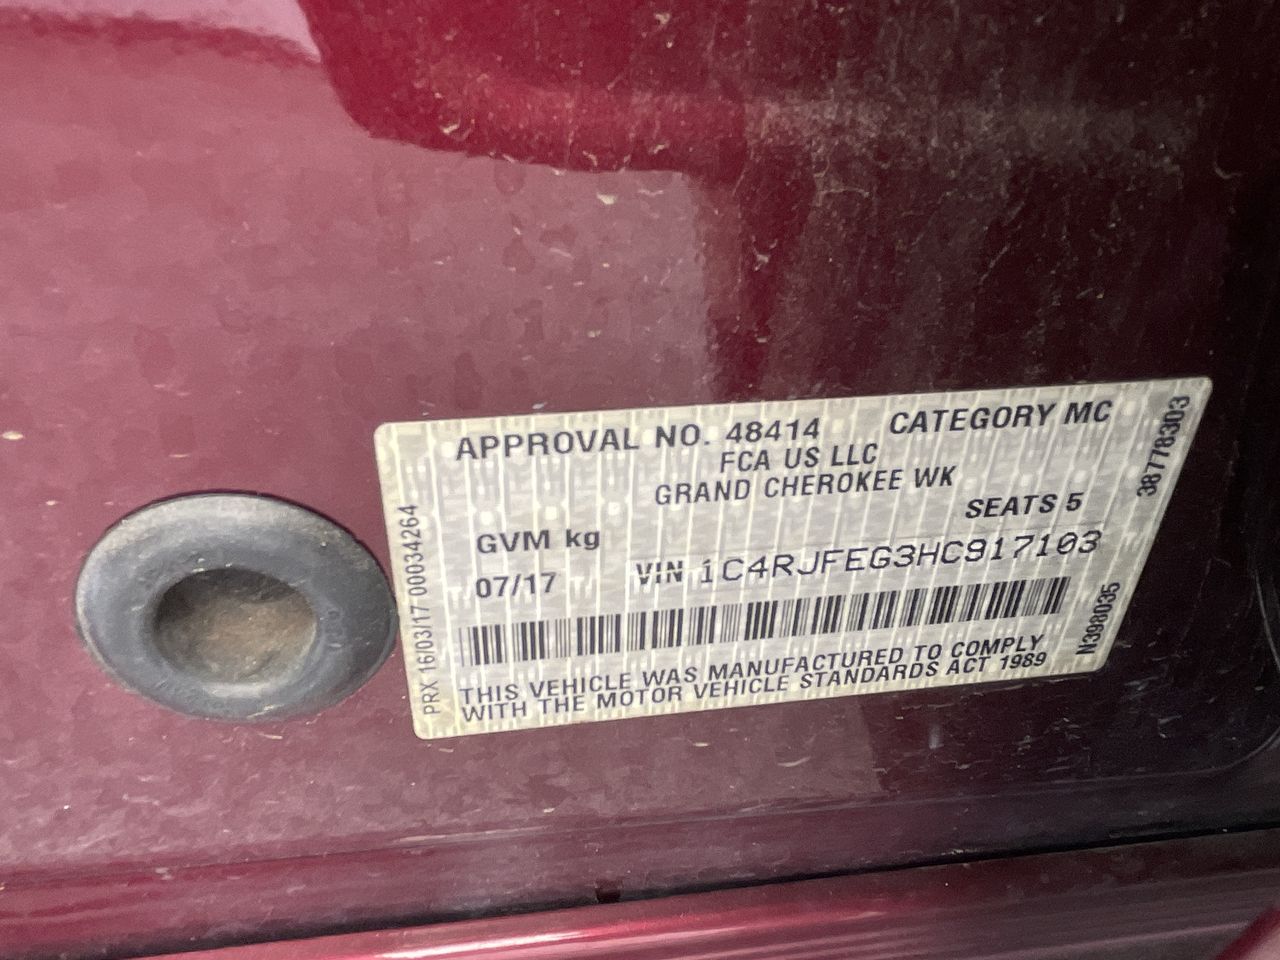 APPROVAL NO. 48414 CATEGORY MC
FCA US LLC
GRAND CHEROKEE WK
SEATS 5
GVM kg
07/17 VIN 1C4RJFEG3HC917103
THIS VEHICLE WAS MANUFACTURED TO COMPLY
WITH THE MOTOR VEHICLE STANDARDS ACT 1989
PRX 16/03/17 00034264
38778303
N398035